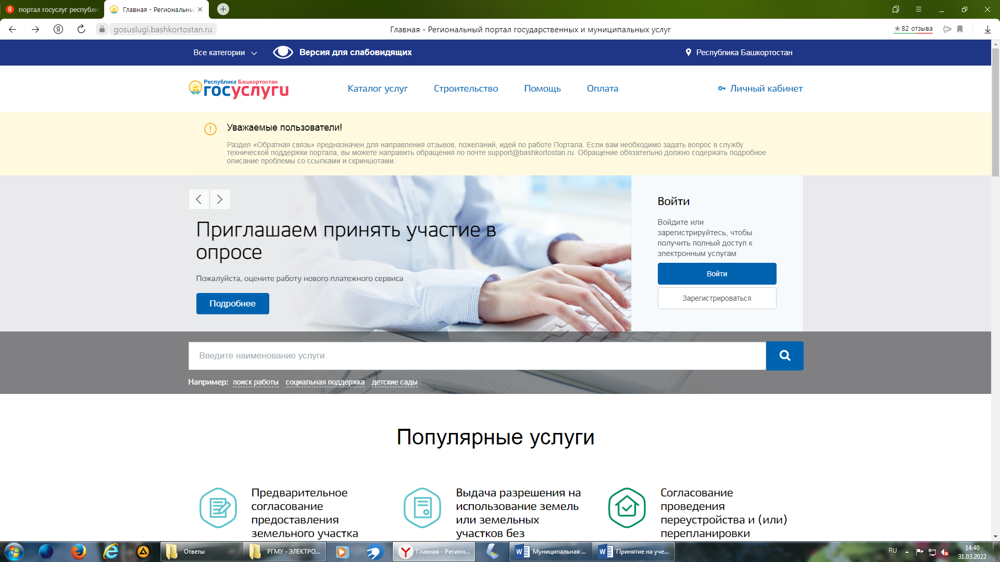 портал госуслуг республи
Главная - Региональны
gosuslugi.bashkortostan.ru
Главная - Региональный портал государственных и муниципальных услуг
82 отзыва
Все категории
Версия для слабовидящих
Республика Башкортостан
Республика Башкортостан
госуслуги
Каталог услуг
Строительство
Помощь
Оплата
Личный кабинет
Уважаемые пользователи!
Раздел «Обратная связь» предназначен для направления отзывов, пожеланий, идей по работе Портала. Если вам необходимо задать вопрос в службу
технической поддержки портала, вы можете направить обращения по почте support@bashkortostan.ru. Обращение обязательно должно содержать подробное
описание проблемы со ссылками и скриншотами.
Приглашаем принять участие в
опросе
Пожалуйста, оцените работу нового платежного сервиса
Подробнее
Войти
Войдите или
зарегистрируйтесь, чтобы
получить полный доступ к
электронным услугам
Войти
Зарегистрироваться
Введите наименование услуги
Например: поиск работы социальная поддержка детские сады
Популярные услуги
Предварительное
согласование
предоставления
земельного участка
Выдача разрешения на
использование земель
или земельных
участков без
Согласование
проведения
переустройства и (или)
перепланировки
Ответы
РГМУ - ЭЛЕКТРО...
Главная - Регион...
Муниципальная ...
Принятие на уче...
RU
14:40
31.03.2022